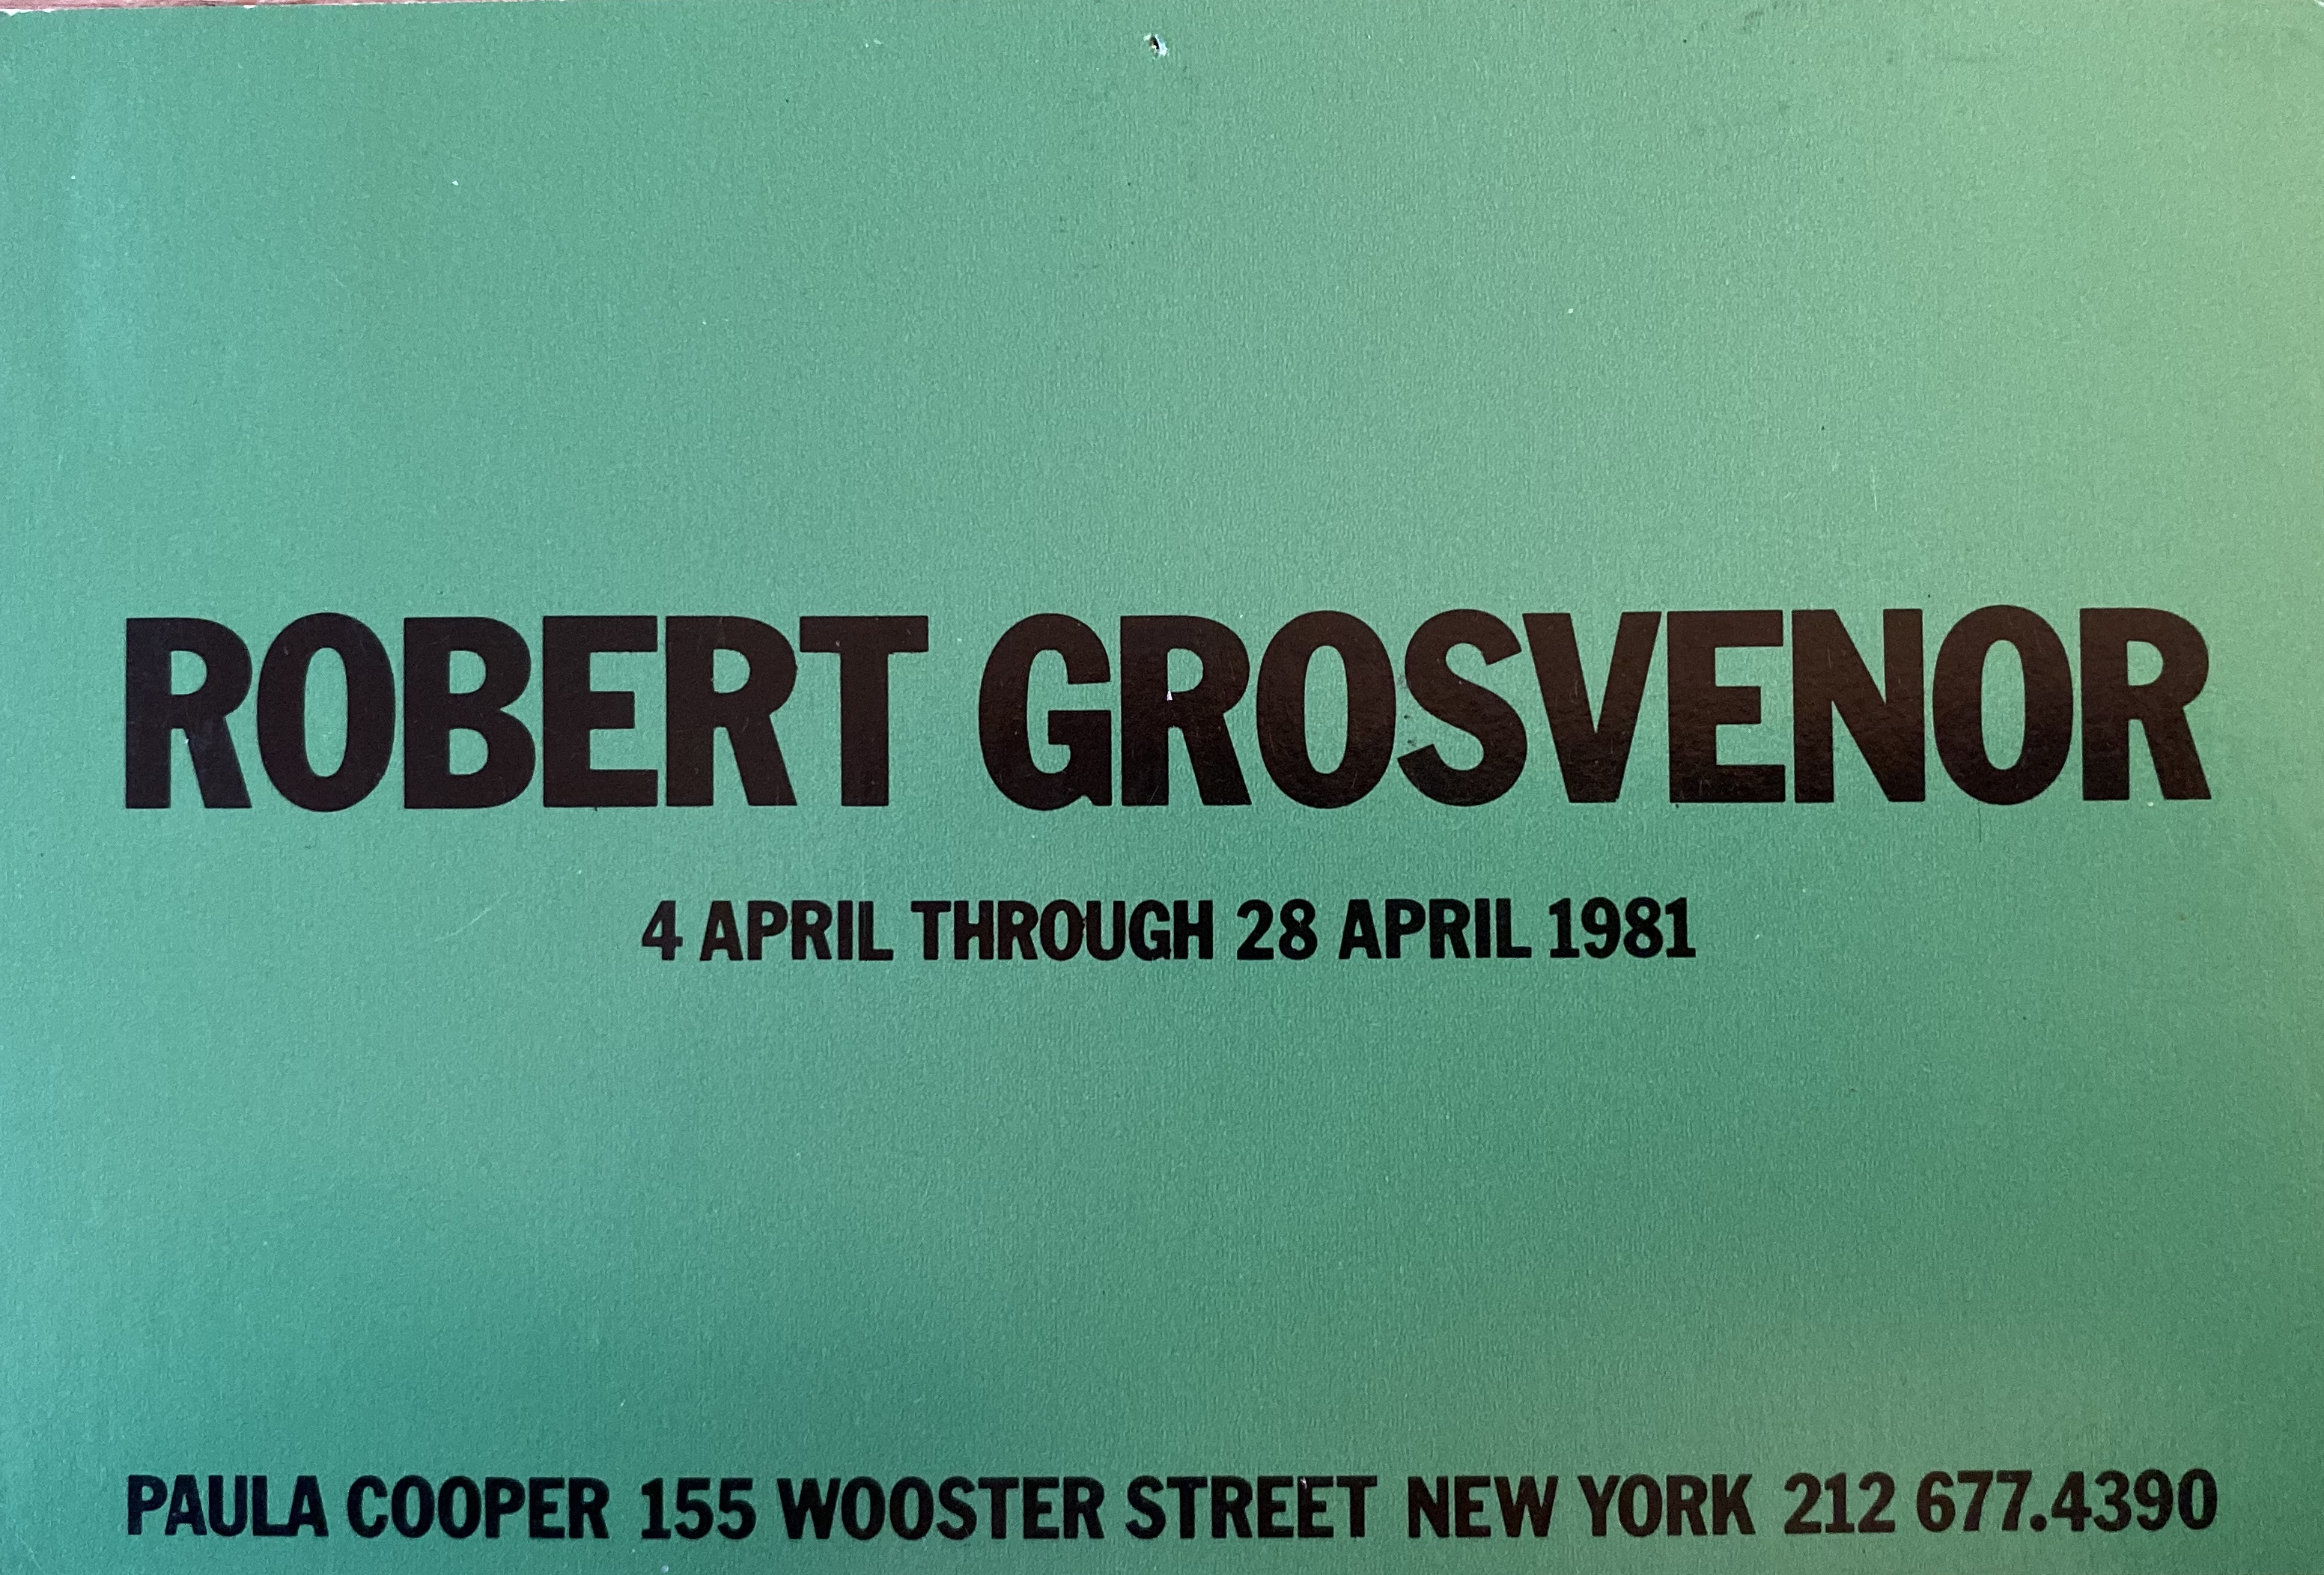 ROBERT GROSVENOR
4 APRIL THROUGH 28 APRIL 1981
PAULA COOPER 155 WOOSTER STREET NEW YORK 212 677.4390